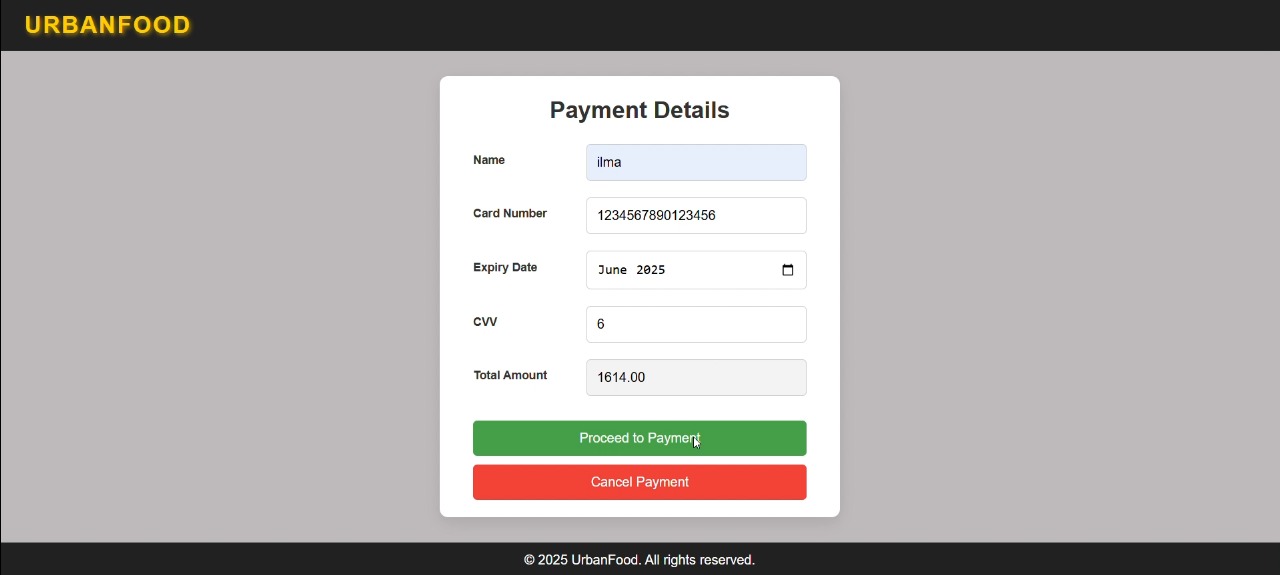 URBANFOOD
Payment Details
Name
ilma
Card Number
1234567890123456
Expiry Date
June 2025
CVV
6
Total Amount
1614.00
Proceed to Payment
Cancel Payment
© 2025 UrbanFood. All rights reserved.